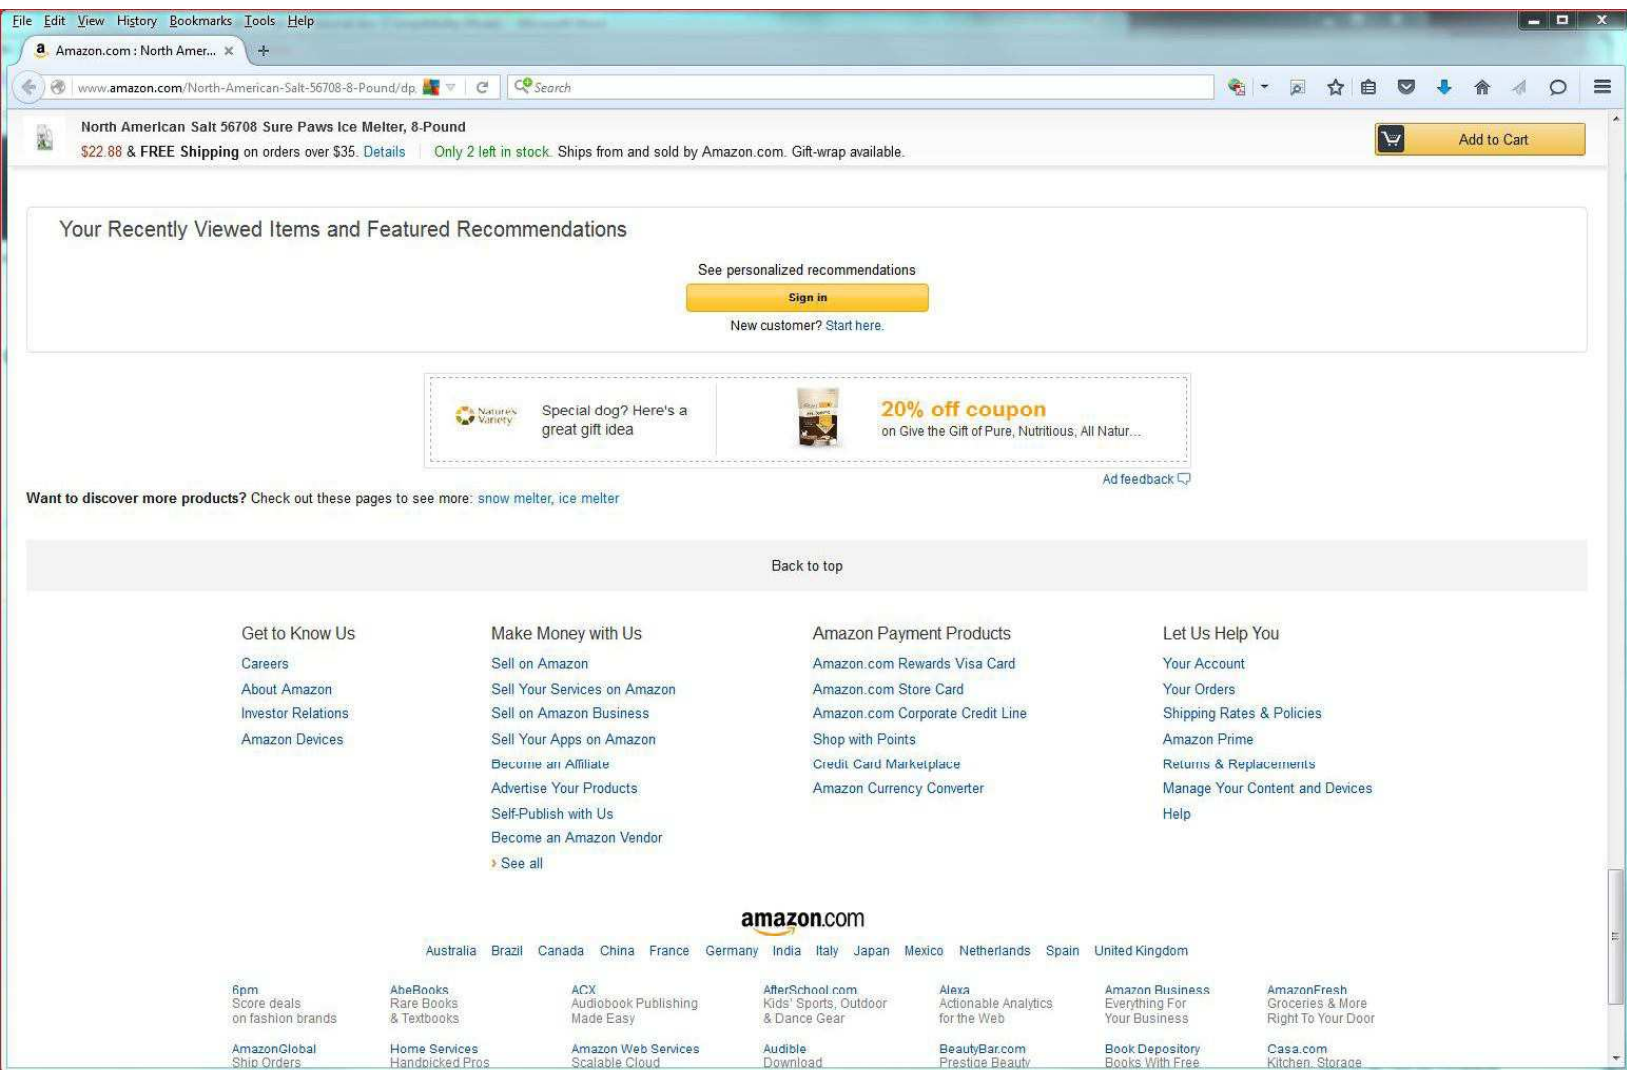 File Edit View History Bookmarks Tools Help
Amazon.com : North Amer...
www.amazon.com/North-American-Salt-56708-8-Pound/dp.
Search
North American Salt 56708 Sure Paws Ice Melter, 8-Pound
$22.88 & FREE Shipping on orders over $35. Details Only 2 left in stock. Ships from and sold by Amazon.com. Gift-wrap available.
Add to Cart
Your Recently Viewed Items and Featured Recommendations
See personalized recommendations
Sign in
New customer? Start here.
Nature's
Variety
Special dog? Here's a
great gift idea
20% off coupon
on Give the Gift of Pure, Nutritious, All Natur...
Ad feedback
Want to discover more products? Check out these pages to see more: snow melter, ice melter
Back to top
Get to Know Us
Careers
About Amazon
Investor Relations
Amazon Devices
Make Money with Us
Sell on Amazon
Sell Your Services on Amazon
Sell on Amazon Business
Sell Your Apps on Amazon
Become an Affiliate
Advertise Your Products
Self-Publish with Us
Become an Amazon Vendor
› See all
Amazon Payment Products
Amazon.com Rewards Visa Card
Amazon.com Store Card
Amazon.com Corporate Credit Line
Shop with Points
Credit Card Marketplace
Amazon Currency Converter
Let Us Help You
Your Account
Your Orders
Shipping Rates & Policies
Amazon Prime
Returns & Replacements
Manage Your Content and Devices
Help
amazon.com
Australia Brazil Canada China France Germany India Italy Japan Mexico Netherlands Spain United Kingdom
6pm
Score deals
on fashion brands
AbeBooks
Rare Books
& Textbooks
ACX
Audiobook Publishing
Made Easy
AfterSchool.com
Kids' Sports, Outdoor
& Dance Gear
Alexa
Actionable Analytics
for the Web
Amazon Business
Everything For
Your Business
AmazonFresh
Groceries & More
Right To Your Door
AmazonGlobal
Ship Orders
Home Services
Handpicked Pros
Amazon Web Services
Scalable Cloud
Audible
Download
BeautyBar.com
Prestige Beauty
Book Depository
Books With Free
Casa.com
Kitchen, Storage